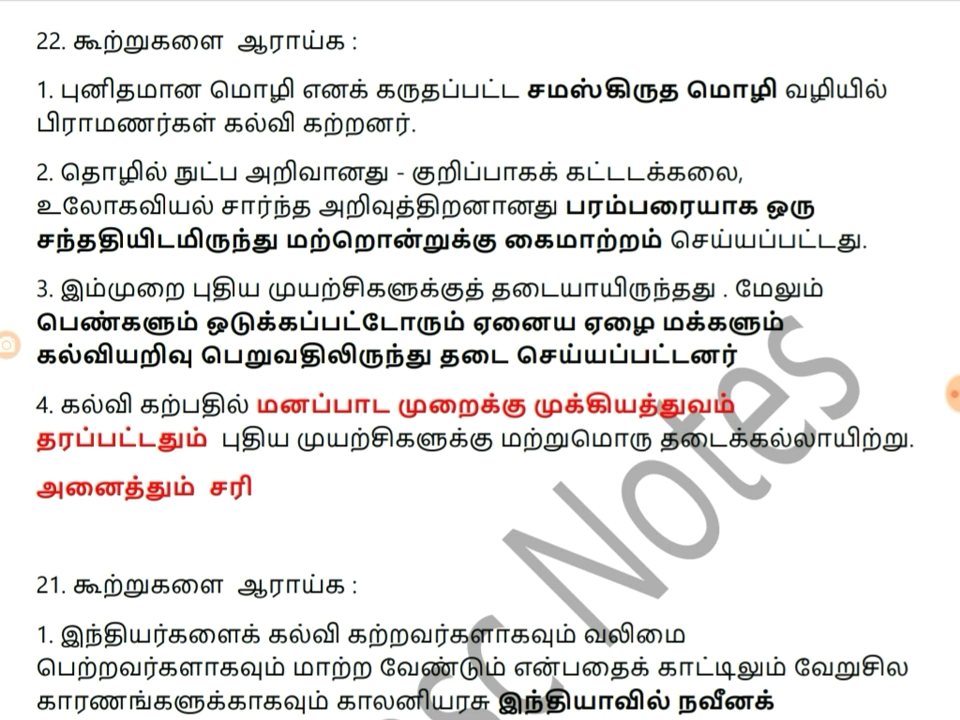 22. கூற்றுகளை ஆராய்க :
1. புனிதமான மொழி எனக் கருதப்பட்ட சமஸ்கிருத மொழி வழியில்
பிராமணர்கள் கல்வி கற்றனர்.
2. தொழில் நுட்ப அறிவானது - குறிப்பாகக் கட்டடக்கலை,
உலோகவியல் சார்ந்த அறிவுத்திறனானது பரம்பரையாக ஒரு
சந்ததியிடமிருந்து மற்றொன்றுக்கு கைமாற்றம் செய்யப்பட்டது.
3. இம்முறை புதிய முயற்சிகளுக்குத் தடையாயிருந்தது . மேலும்
பெண்களும் ஒடுக்கப்பட்டோரும் ஏனைய ஏழை மக்களும்
கல்வியறிவு பெறுவதிலிருந்து தடை செய்யப்பட்டனர்
4. கல்வி கற்பதில் மனப்பாட முறைக்கு முக்கியத்துவம்
தரப்பட்டதும் புதிய முயற்சிகளுக்கு மற்றுமொரு தடைக்கல்லாயிற்று.
அனைத்தும் சரி
21. கூற்றுகளை ஆராய்க :
1. இந்தியர்களைக் கல்வி கற்றவர்களாகவும் வலிமை
பெற்றவர்களாகவும் மாற்ற வேண்டும் என்பதைக் காட்டிலும் வேறுசில
காரணங்களுக்காகவும் காலனியரசு இந்தியாவில் நவீனக்
Notes